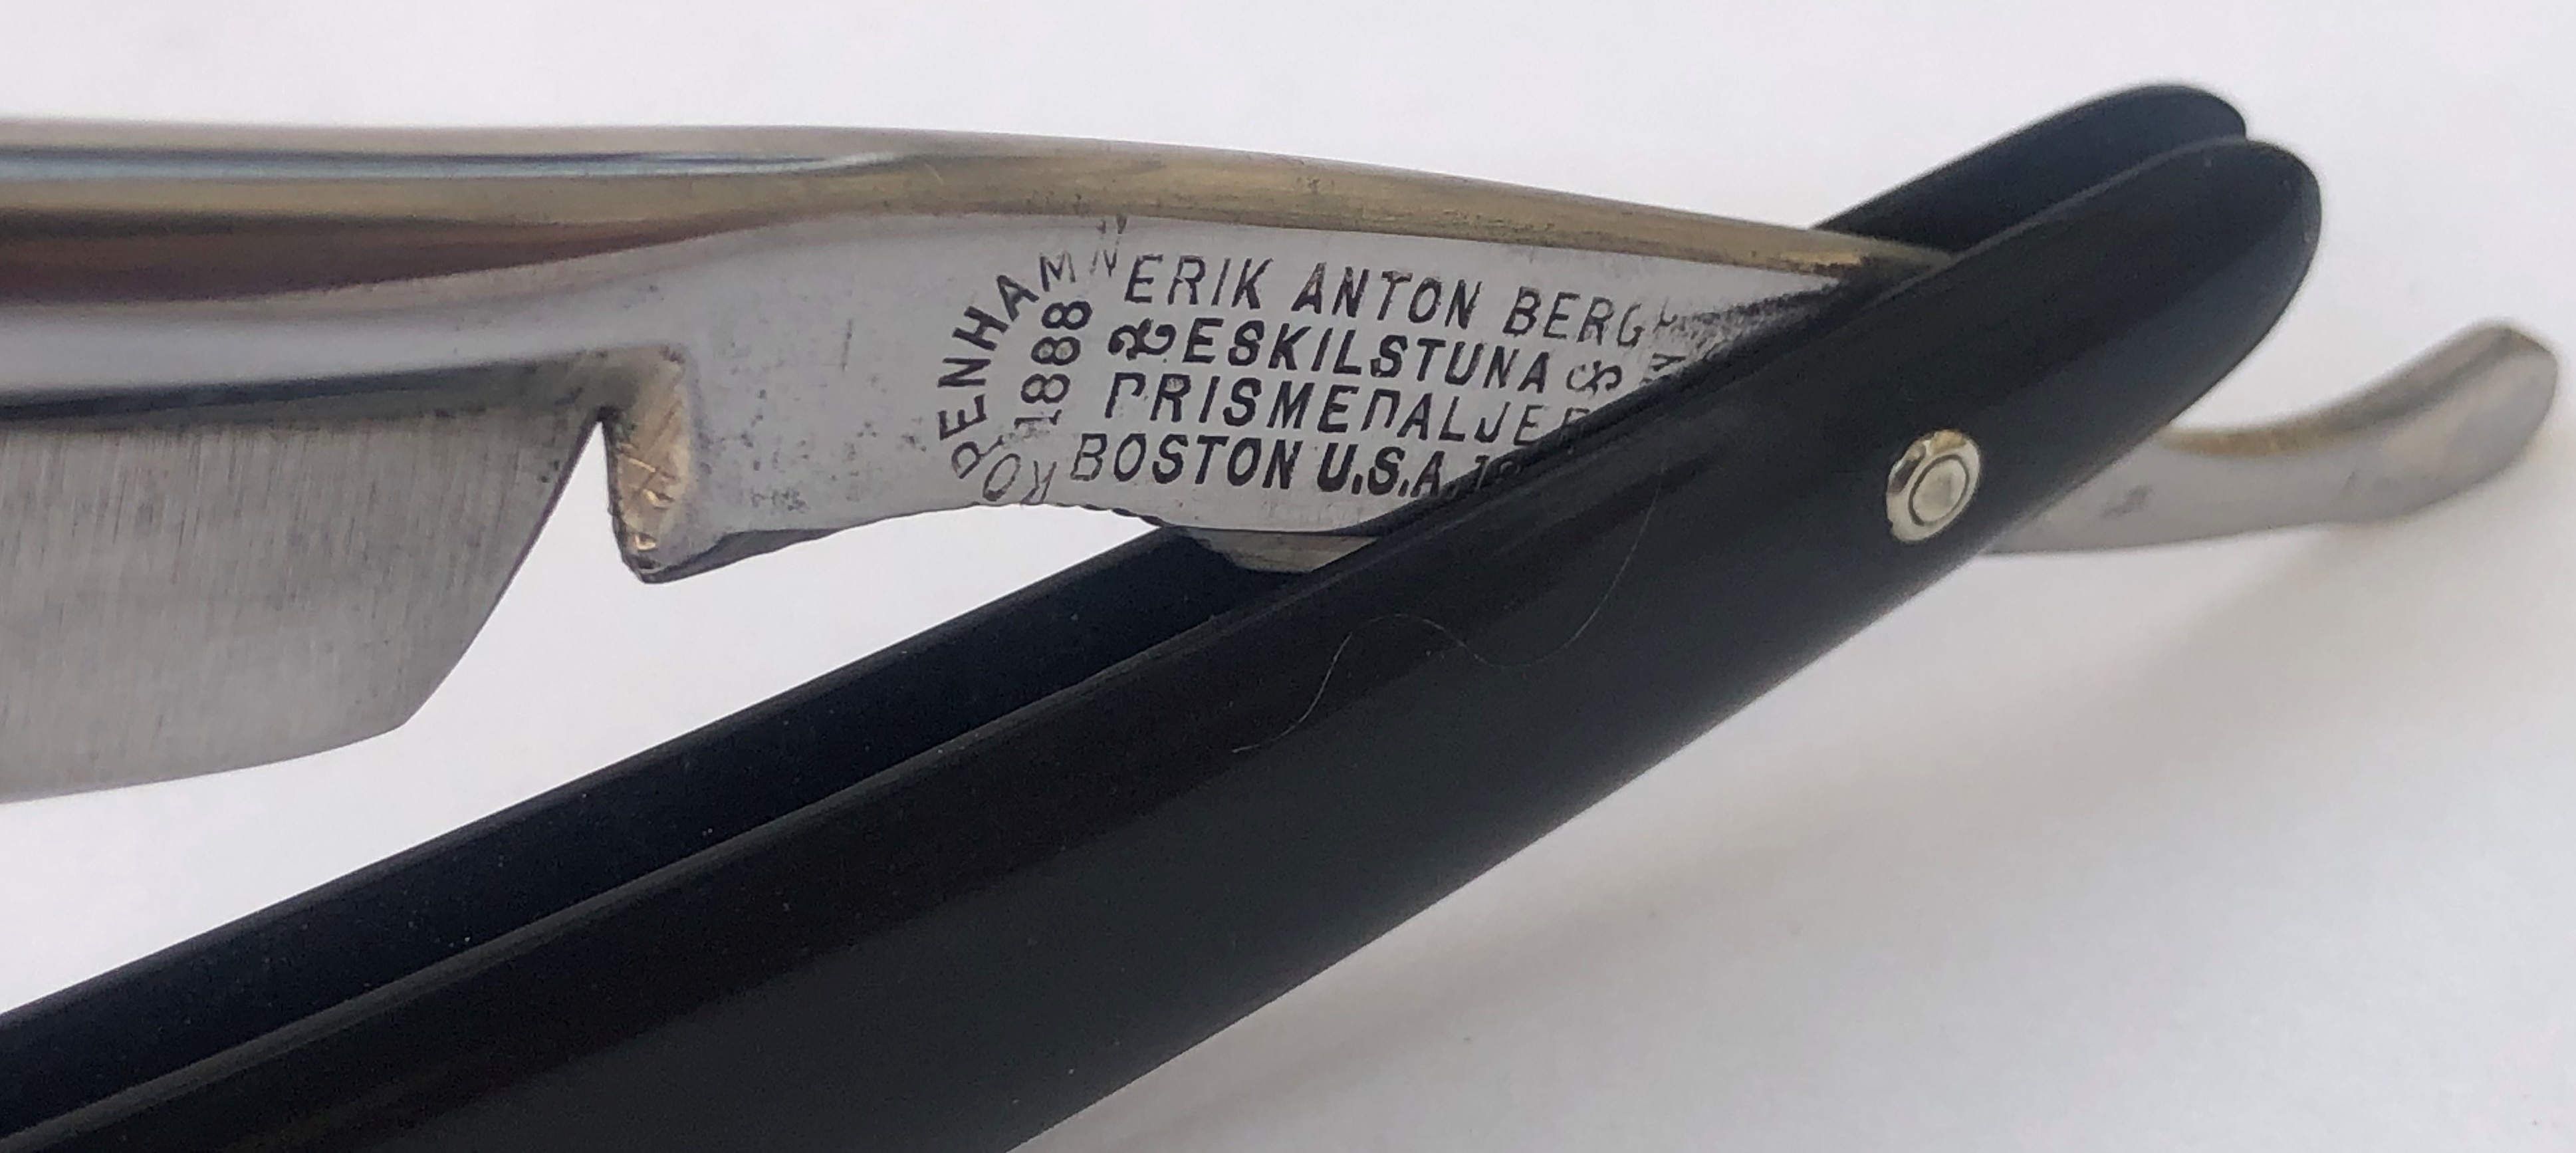 KÖPENHAMN
1888
ERIK ANTON BERG
& ESKILSTUNA &
PRISMEDALJER
BOSTON U.S.A.